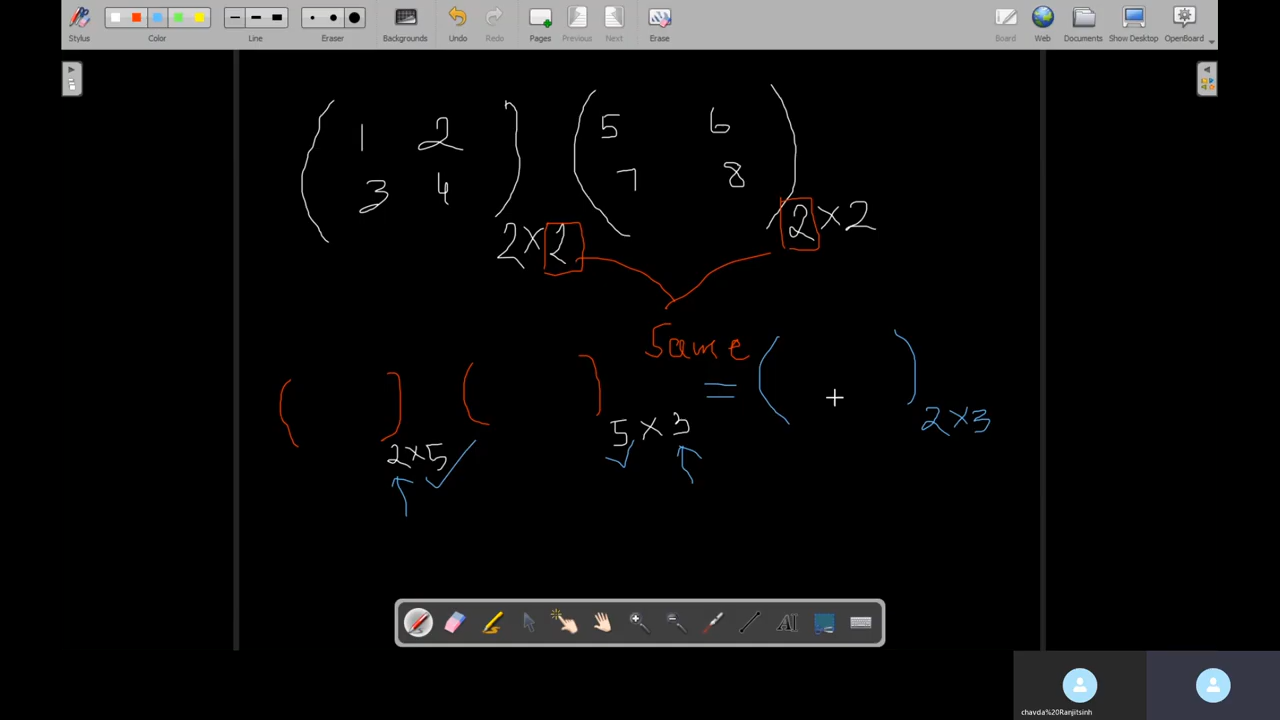 Stylus Color Line Eraser Backgrounds Undo Redo Pages Previous Next Erase Board Web Documents Show Desktop OpenBoard
1 2 5 6
3 4 7 8
2×2 2×2
Same
=
2×5 5×3 2×3
chavda%20Ranjitsinh